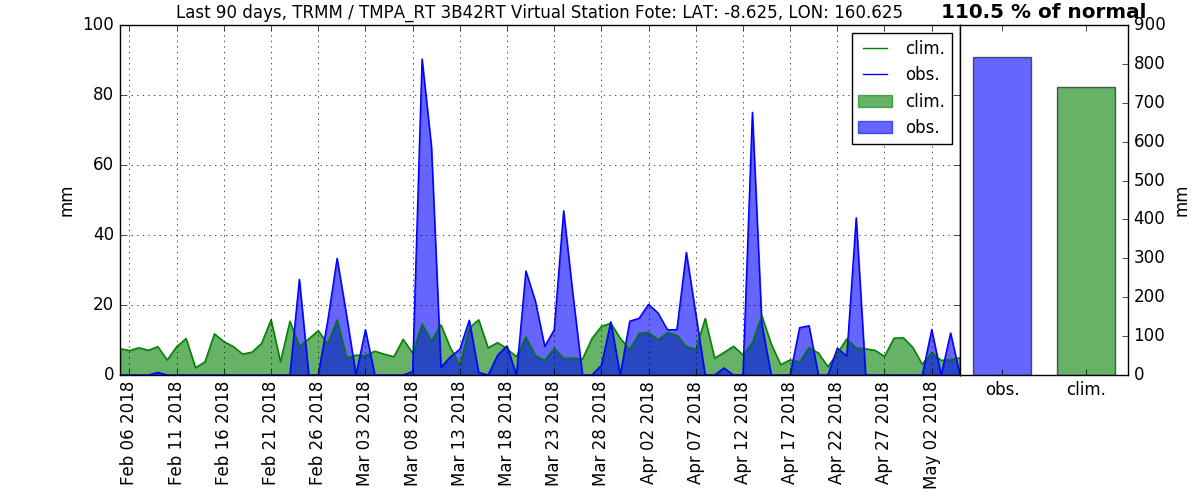 Last 90 days, TRMM / TMPA_RT 3B42RT Virtual Station Fote: LAT: -8.625, LON: 160.625
110.5 % of normal
100
80
60
40
20
0
mm
clim.
obs.
clim.
obs.
900
800
700
600
500
400
300
200
100
0
mm
Feb 06 2018
Feb 11 2018
Feb 16 2018
Feb 21 2018
Feb 26 2018
Mar 03 2018
Mar 08 2018
Mar 13 2018
Mar 18 2018
Mar 23 2018
Mar 28 2018
Apr 02 2018
Apr 07 2018
Apr 12 2018
Apr 17 2018
Apr 22 2018
Apr 27 2018
May 02 2018
obs.
clim.